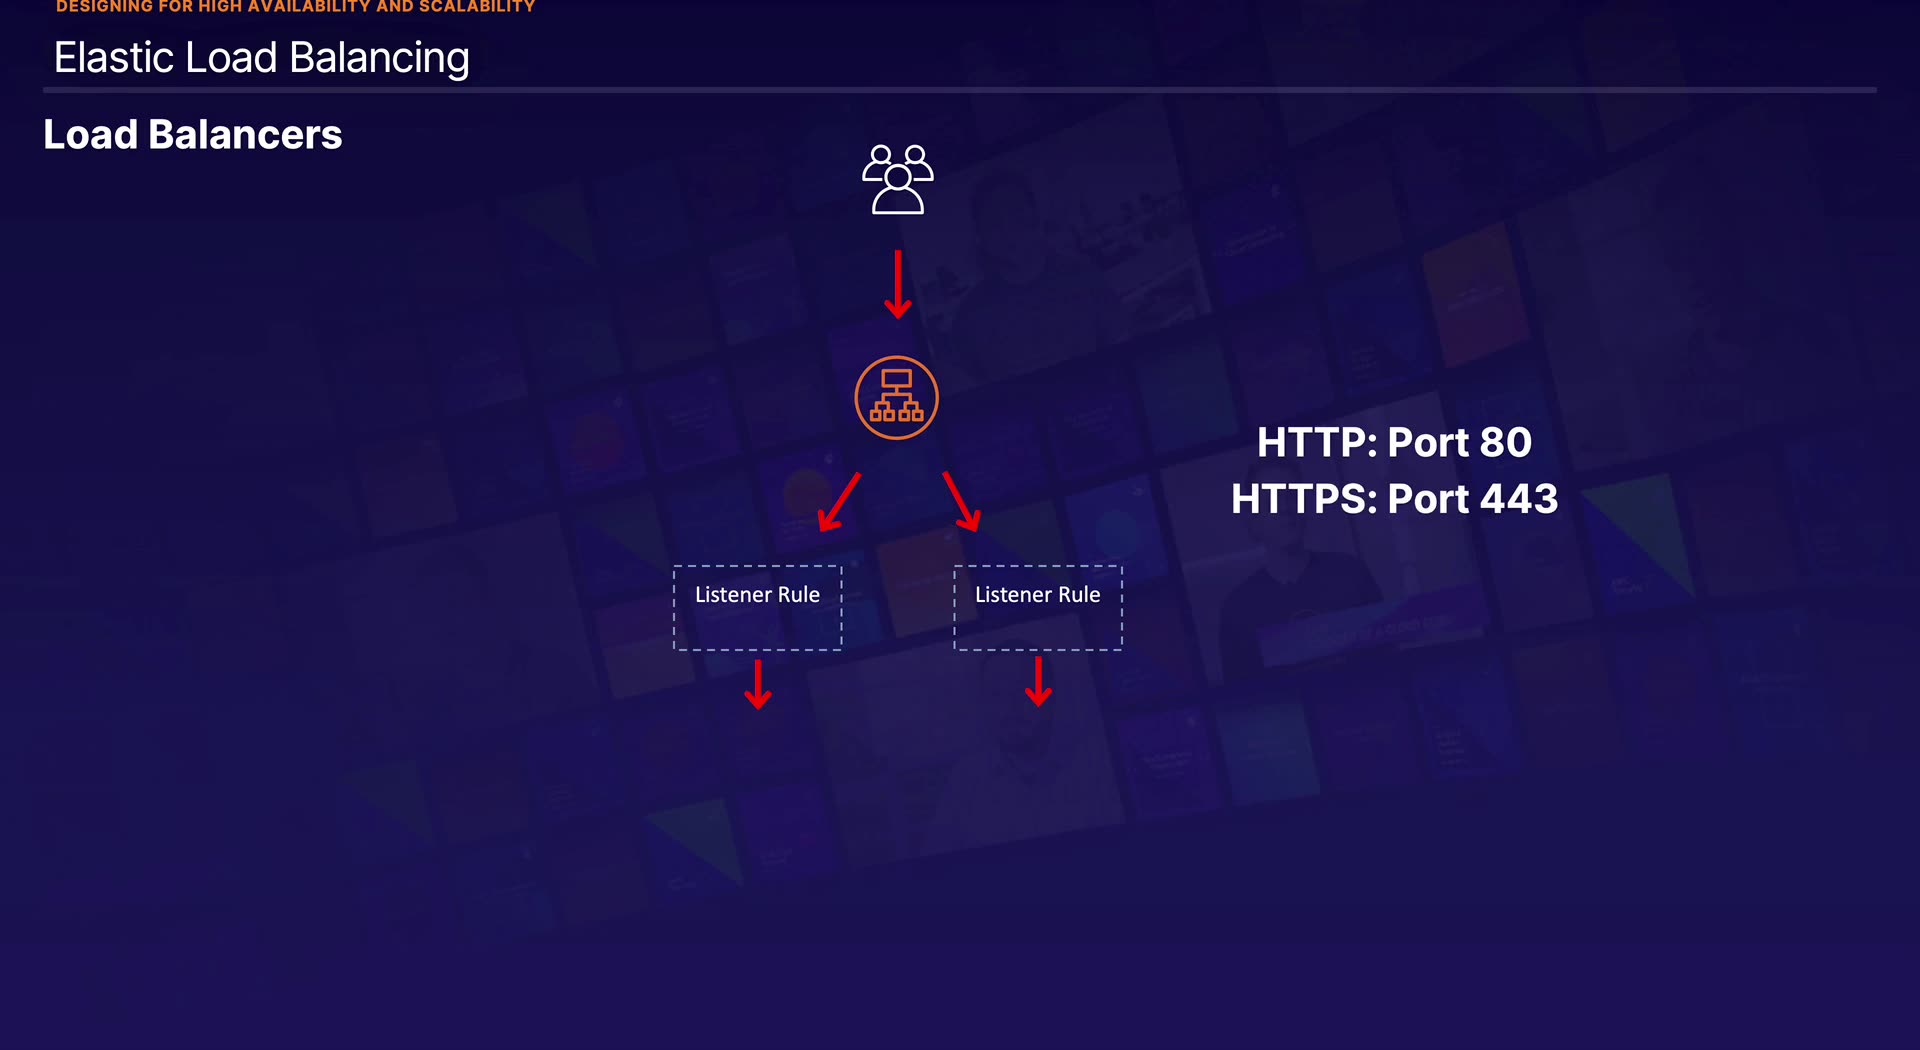 DESIGNING FOR HIGH AVAILABILITY AND SCALABILITY
Elastic Load Balancing
Load Balancers
HTTP: Port 80
HTTPS: Port 443
Listener Rule
Listener Rule